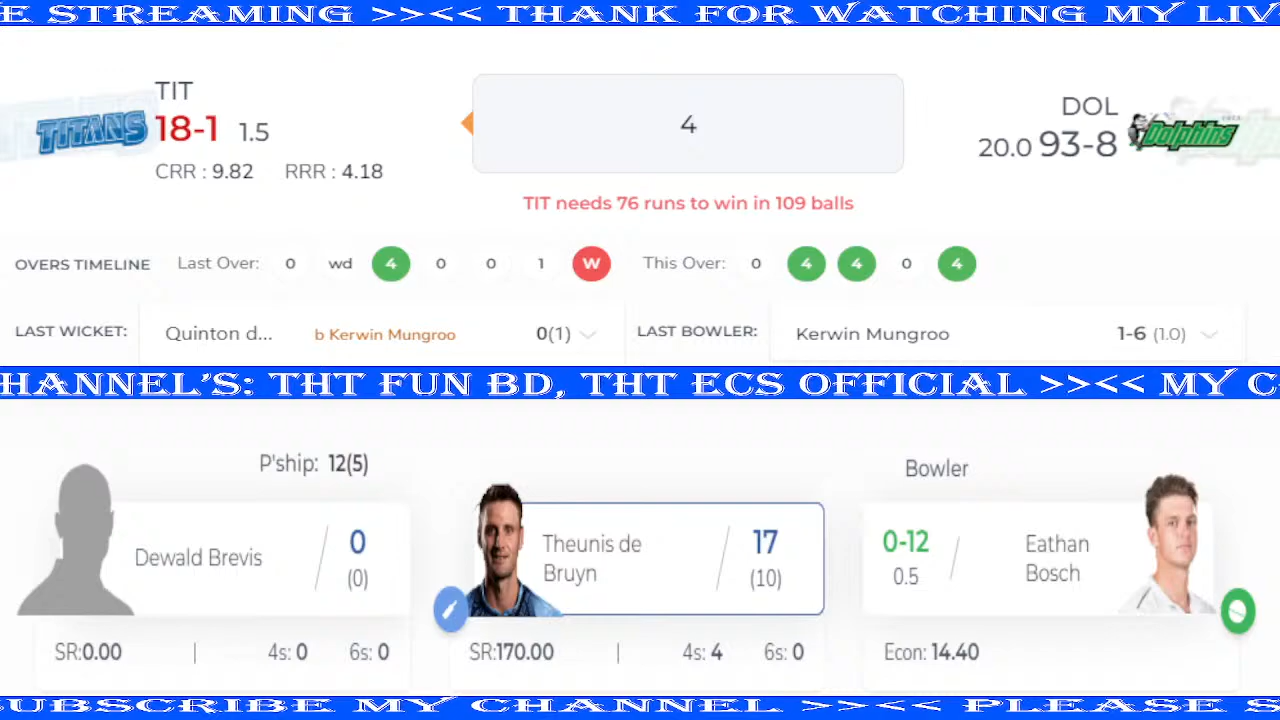 E STREAMING >><< THANK FOR WATCHING MY LIV
TIT
TITANS
18-1 1.5
CRR : 9.82 RRR : 4.18
4
DOL
20.0 93-8
Dolphins
TIT needs 76 runs to win in 109 balls
OVERS TIMELINE Last Over: 0 wd 4 0 0 1 W This Over: 0 4 4 0 4
LAST WICKET: Quinton d... b Kerwin Mungroo 0(1) LAST BOWLER: Kerwin Mungroo 1-6 (1.0)
HANNEL'S: THT FUN BD, THT ECS OFFICIAL >><< MY C
P'ship: 12(5)
Dewald Brevis 0 (0)
SR:0.00 | 4s: 0 6s: 0
Theunis de
Bruyn
17
(10)
SR:170.00 | 4s: 4 6s: 0
Bowler
0-12
0.5
Eathan
Bosch
Econ: 14.40
SUBSCRIBE MY CHANNEL >><< PLEASE S